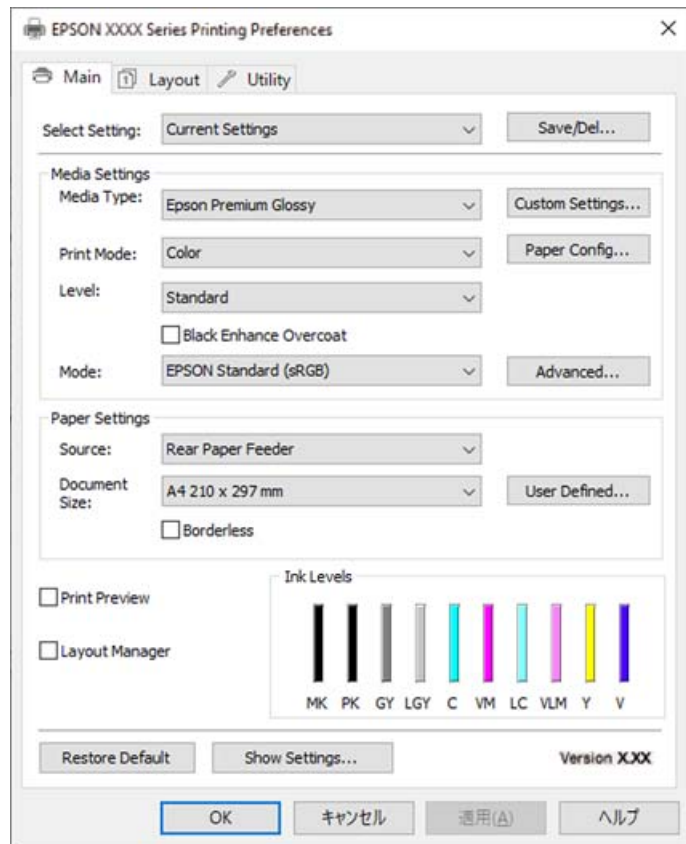 EPSON XXXX Series Printing Preferences
Main Layout Utility
Select Setting: Current Settings Save/Del...
Media Settings
Media Type: Epson Premium Glossy Custom Settings...
Print Mode: Color Paper Config...
Level: Standard
Black Enhance Overcoat
Mode: EPSON Standard (sRGB) Advanced...
Paper Settings
Source: Rear Paper Feeder
Document
Size: A4 210 x 297 mm User Defined...
Borderless
Print Preview
Layout Manager
Ink Levels
MK PK GY LGY C VM LC VLM Y V
Restore Default Show Settings... Version X.XX
OK キャンセル 適用(A) ヘルプ